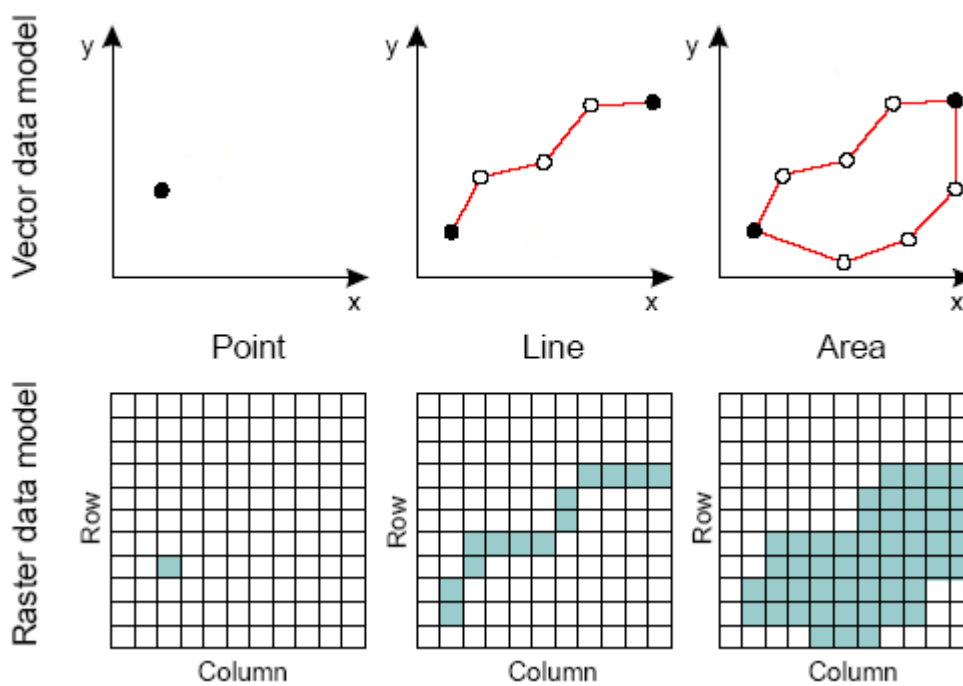 Vector data model
y
x
y
x
y
x
Point
Line
Area
Raster data model
Row
Column
Row
Column
Row
Column